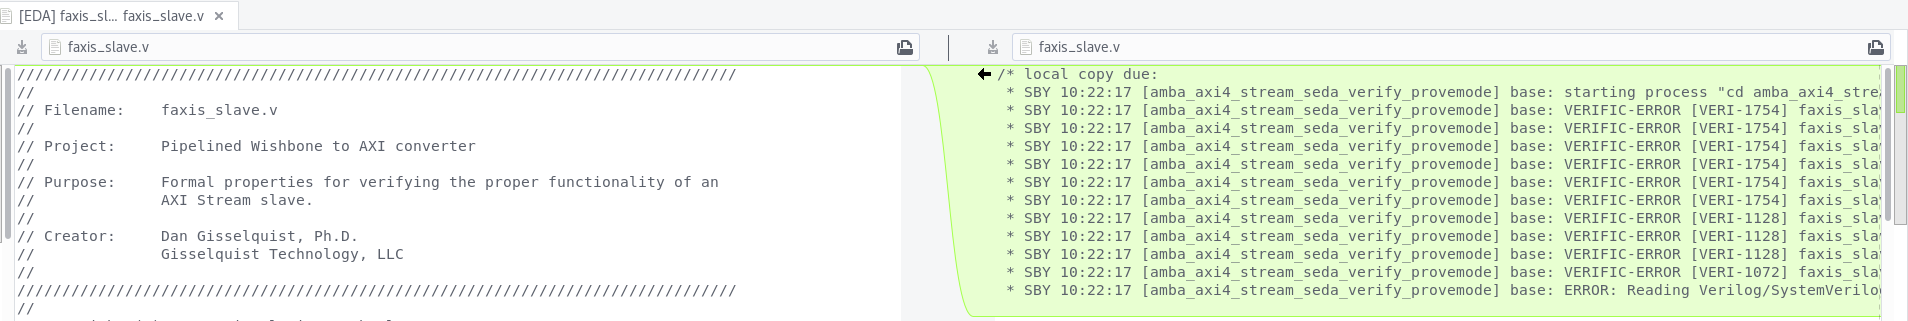 [EDA] faxis_sl... faxis_slave.v
faxis_slave.v
////////////////////////////////////////////////////////////////////////////////
//
// Filename: faxis_slave.v
//
// Project: Pipelined Wishbone to AXI converter
//
// Purpose: Formal properties for verifying the proper functionality of an
// AXI Stream slave.
//
// Creator: Dan Gisselquist, Ph.D.
// Gisselquist Technology, LLC
//
////////////////////////////////////////////////////////////////////////////////
//
faxis_slave.v
/* local copy due:
* SBY 10:22:17 [amba_axi4_stream_seda_verify_provemode] base: starting process "cd amba_axi4_stre
* SBY 10:22:17 [amba_axi4_stream_seda_verify_provemode] base: VERIFIC-ERROR [VERI-1754] faxis_sla
* SBY 10:22:17 [amba_axi4_stream_seda_verify_provemode] base: VERIFIC-ERROR [VERI-1754] faxis_sla
* SBY 10:22:17 [amba_axi4_stream_seda_verify_provemode] base: VERIFIC-ERROR [VERI-1754] faxis_sla
* SBY 10:22:17 [amba_axi4_stream_seda_verify_provemode] base: VERIFIC-ERROR [VERI-1754] faxis_sla
* SBY 10:22:17 [amba_axi4_stream_seda_verify_provemode] base: VERIFIC-ERROR [VERI-1754] faxis_sla
* SBY 10:22:17 [amba_axi4_stream_seda_verify_provemode] base: VERIFIC-ERROR [VERI-1754] faxis_sla
* SBY 10:22:17 [amba_axi4_stream_seda_verify_provemode] base: VERIFIC-ERROR [VERI-1128] faxis_sla
* SBY 10:22:17 [amba_axi4_stream_seda_verify_provemode] base: VERIFIC-ERROR [VERI-1128] faxis_sla
* SBY 10:22:17 [amba_axi4_stream_seda_verify_provemode] base: VERIFIC-ERROR [VERI-1128] faxis_sla
* SBY 10:22:17 [amba_axi4_stream_seda_verify_provemode] base: VERIFIC-ERROR [VERI-1072] faxis_sla
* SBY 10:22:17 [amba_axi4_stream_seda_verify_provemode] base: ERROR: Reading Verilog/SystemVerilo